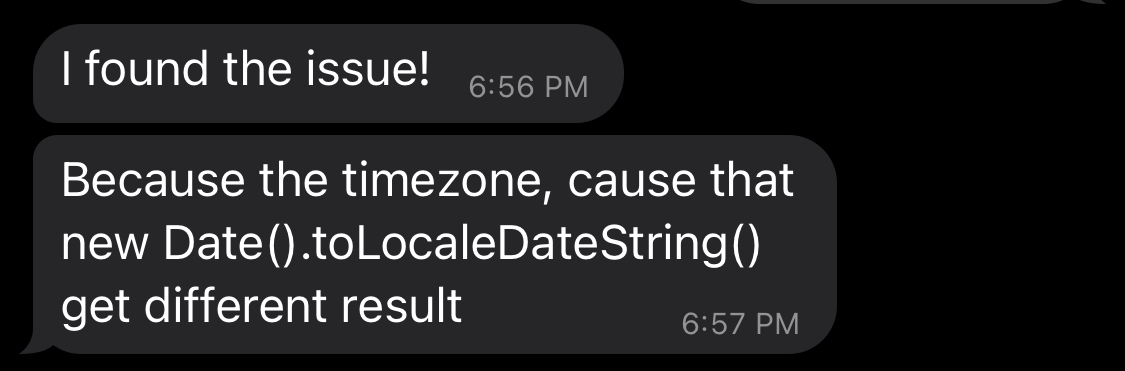 I found the issue!
6:56 PM
Because the timezone, cause that
new Date().toLocaleDateString()
get different result
6:57 PM